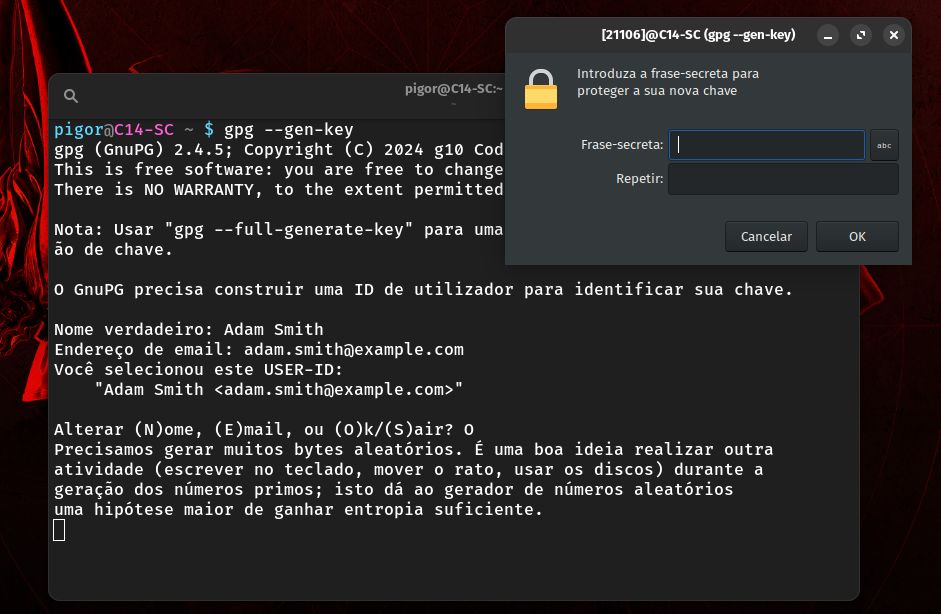 [21106]@C14-SC (gpg --gen-key)
Introduza a frase-secreta para
proteger a sua nova chave
Frase-secreta:
abc
Repetir:
Cancelar
OK
pigor@C14-SC:~
~
pigor@C14-SC ~ $ gpg --gen-key
gpg (GnuPG) 2.4.5; Copyright (C) 2024 g10 Cod
This is free software: you are free to change
There is NO WARRANTY, to the extent permitted
Nota: Usar "gpg --full-generate-key" para uma
ão de chave.
O GnuPG precisa construir uma ID de utilizador para identificar sua chave.
Nome verdadeiro: Adam Smith
Endereço de email: adam.smith@example.com
Você selecionou este USER-ID:
"Adam Smith <adam.smith@example.com>"
Alterar (N)ome, (E)mail, ou (O)k/(S)air? O
Precisamos gerar muitos bytes aleatórios. É uma boa ideia realizar outra
atividade (escrever no teclado, mover o rato, usar os discos) durante a
geração dos números primos; isto dá ao gerador de números aleatórios
uma hipótese maior de ganhar entropia suficiente.